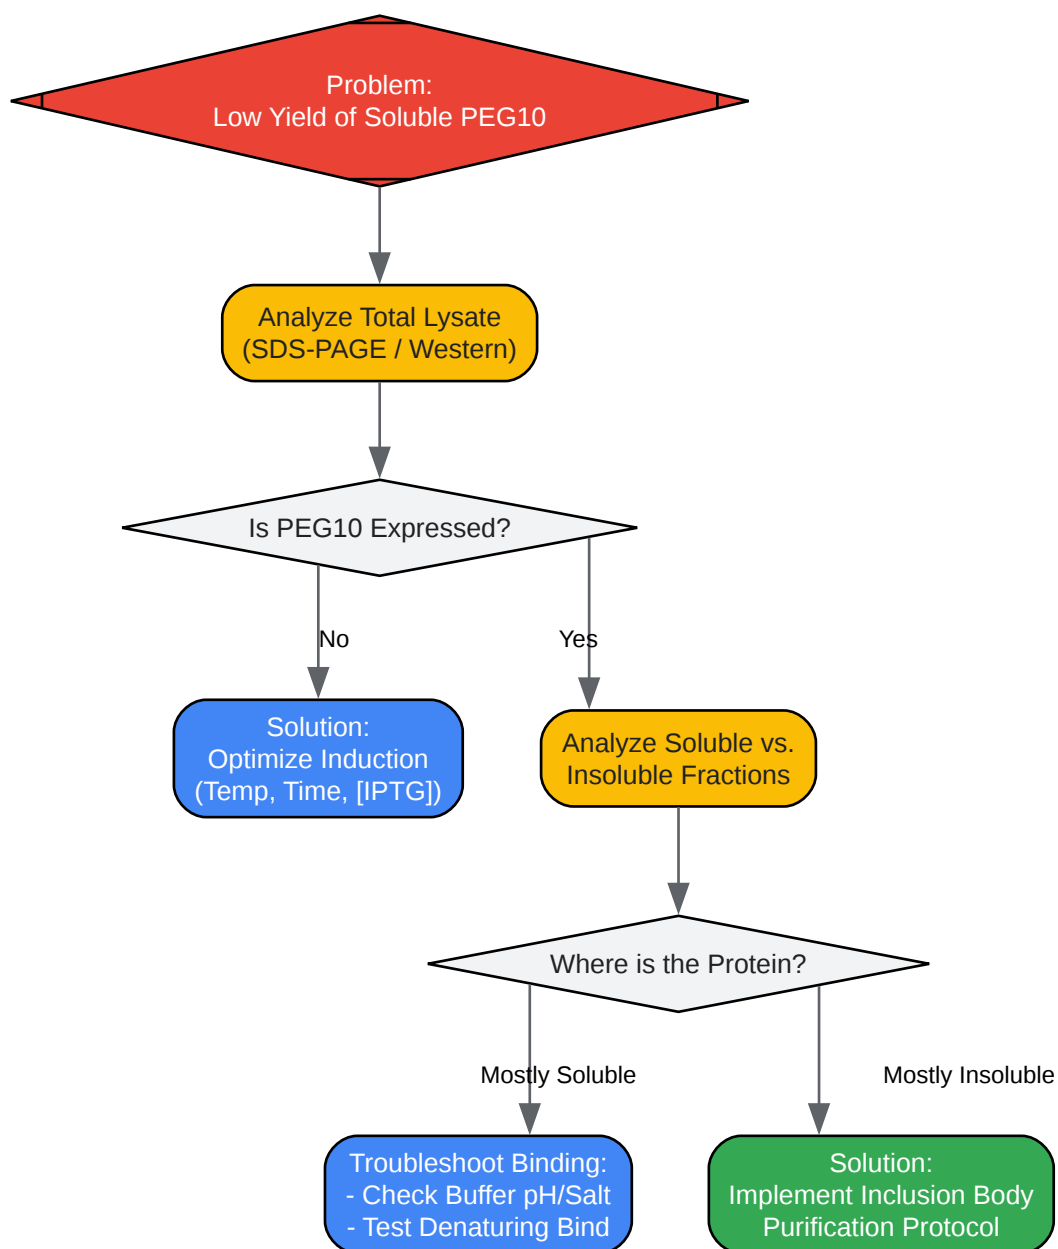 Problem:
Low Yield of Soluble PEG10
Analyze Total Lysate
(SDS-PAGE / Western)
Is PEG10 Expressed?
No
Yes
Solution:
Optimize Induction
(Temp, Time, [IPTG])
Analyze Soluble vs.
Insoluble Fractions
Where is the Protein?
Mostly Soluble
Mostly Insoluble
Troubleshoot Binding:
- Check Buffer pH/Salt
- Test Denaturing Bind
Solution:
Implement Inclusion Body
Purification Protocol